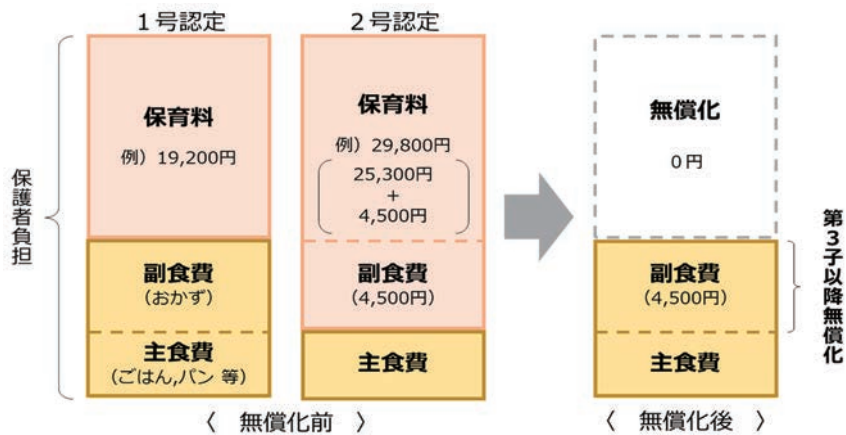 保護者負担
1号認定
保育料
例）19,200円
副食費
（おかず）
主食費
（ごはん,パン 等）
2号認定
保育料
例）29,800円
25,300円
+
4,500円
副食費
（4,500円）
主食費
〈 無償化前 〉
無償化
0円
副食費
（4,500円）
主食費
第3子以降無償化
〈 無償化後 〉